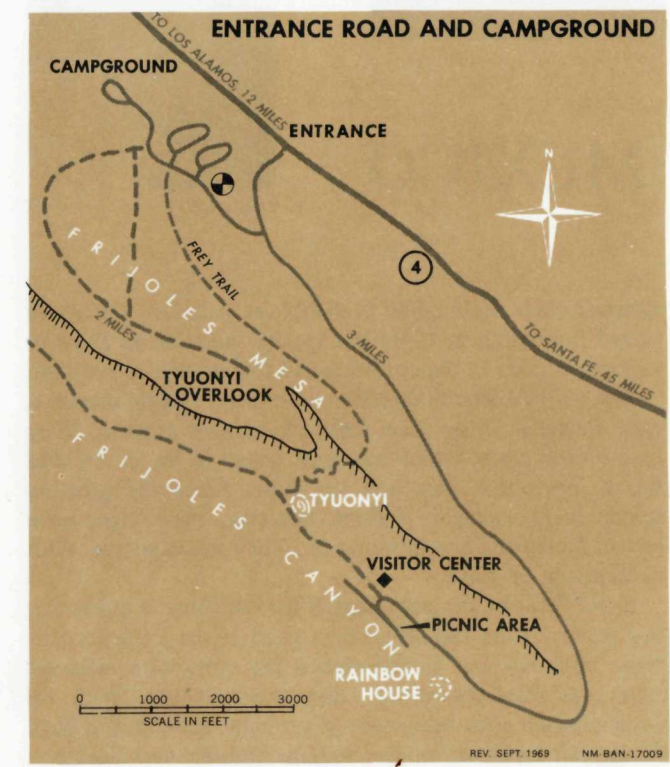 ENTRANCE ROAD AND CAMPGROUND
TO LOS ALAMOS, 12 MILES
CAMPGROUND
ENTRANCE
N
4
FREY TRAIL
FRIJOLES MESA
2 MILES
3 MILES
TO SANTA FE, 45 MILES
TYUONYI
OVERLOOK
FRIJOLES CANYON
TYUONYI
VISITOR CENTER
PICNIC AREA
RAINBOW
HOUSE
0 1000 2000 3000
SCALE IN FEET
REV. SEPT. 1969 NM-BAN-17009